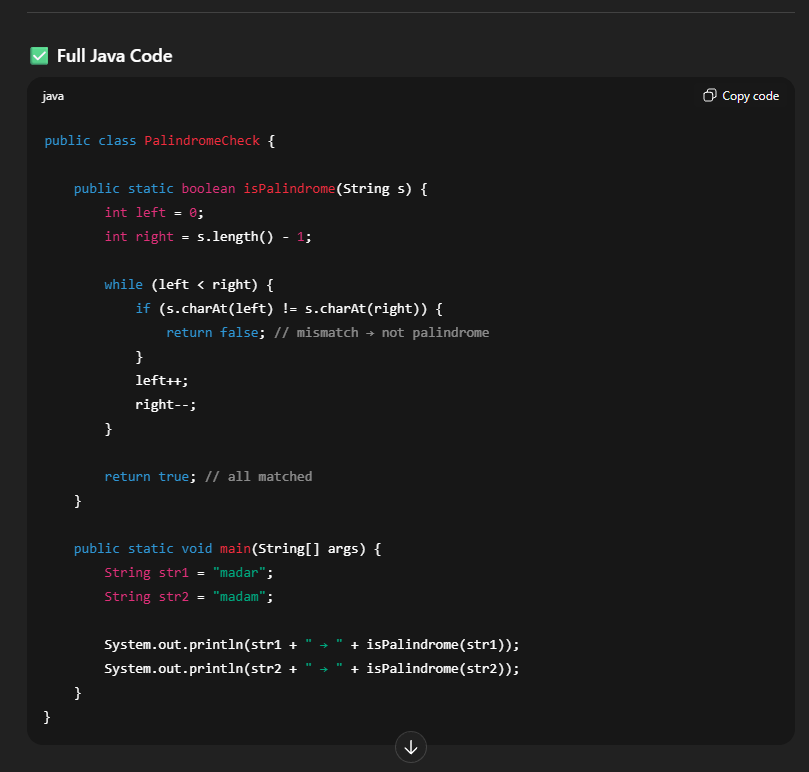 ✅ Full Java Code
java
Copy code
public class PalindromeCheck {
    public static boolean isPalindrome(String s) {
        int left = 0;
        int right = s.length() - 1;
        while (left < right) {
            if (s.charAt(left) != s.charAt(right)) {
                return false; // mismatch → not palindrome
            }
            left++;
            right--;
        }
        return true; // all matched
    }
    public static void main(String[] args) {
        String str1 = "madar";
        String str2 = "madam";
        System.out.println(str1 + " → " + isPalindrome(str1));
        System.out.println(str2 + " → " + isPalindrome(str2));
    }
}